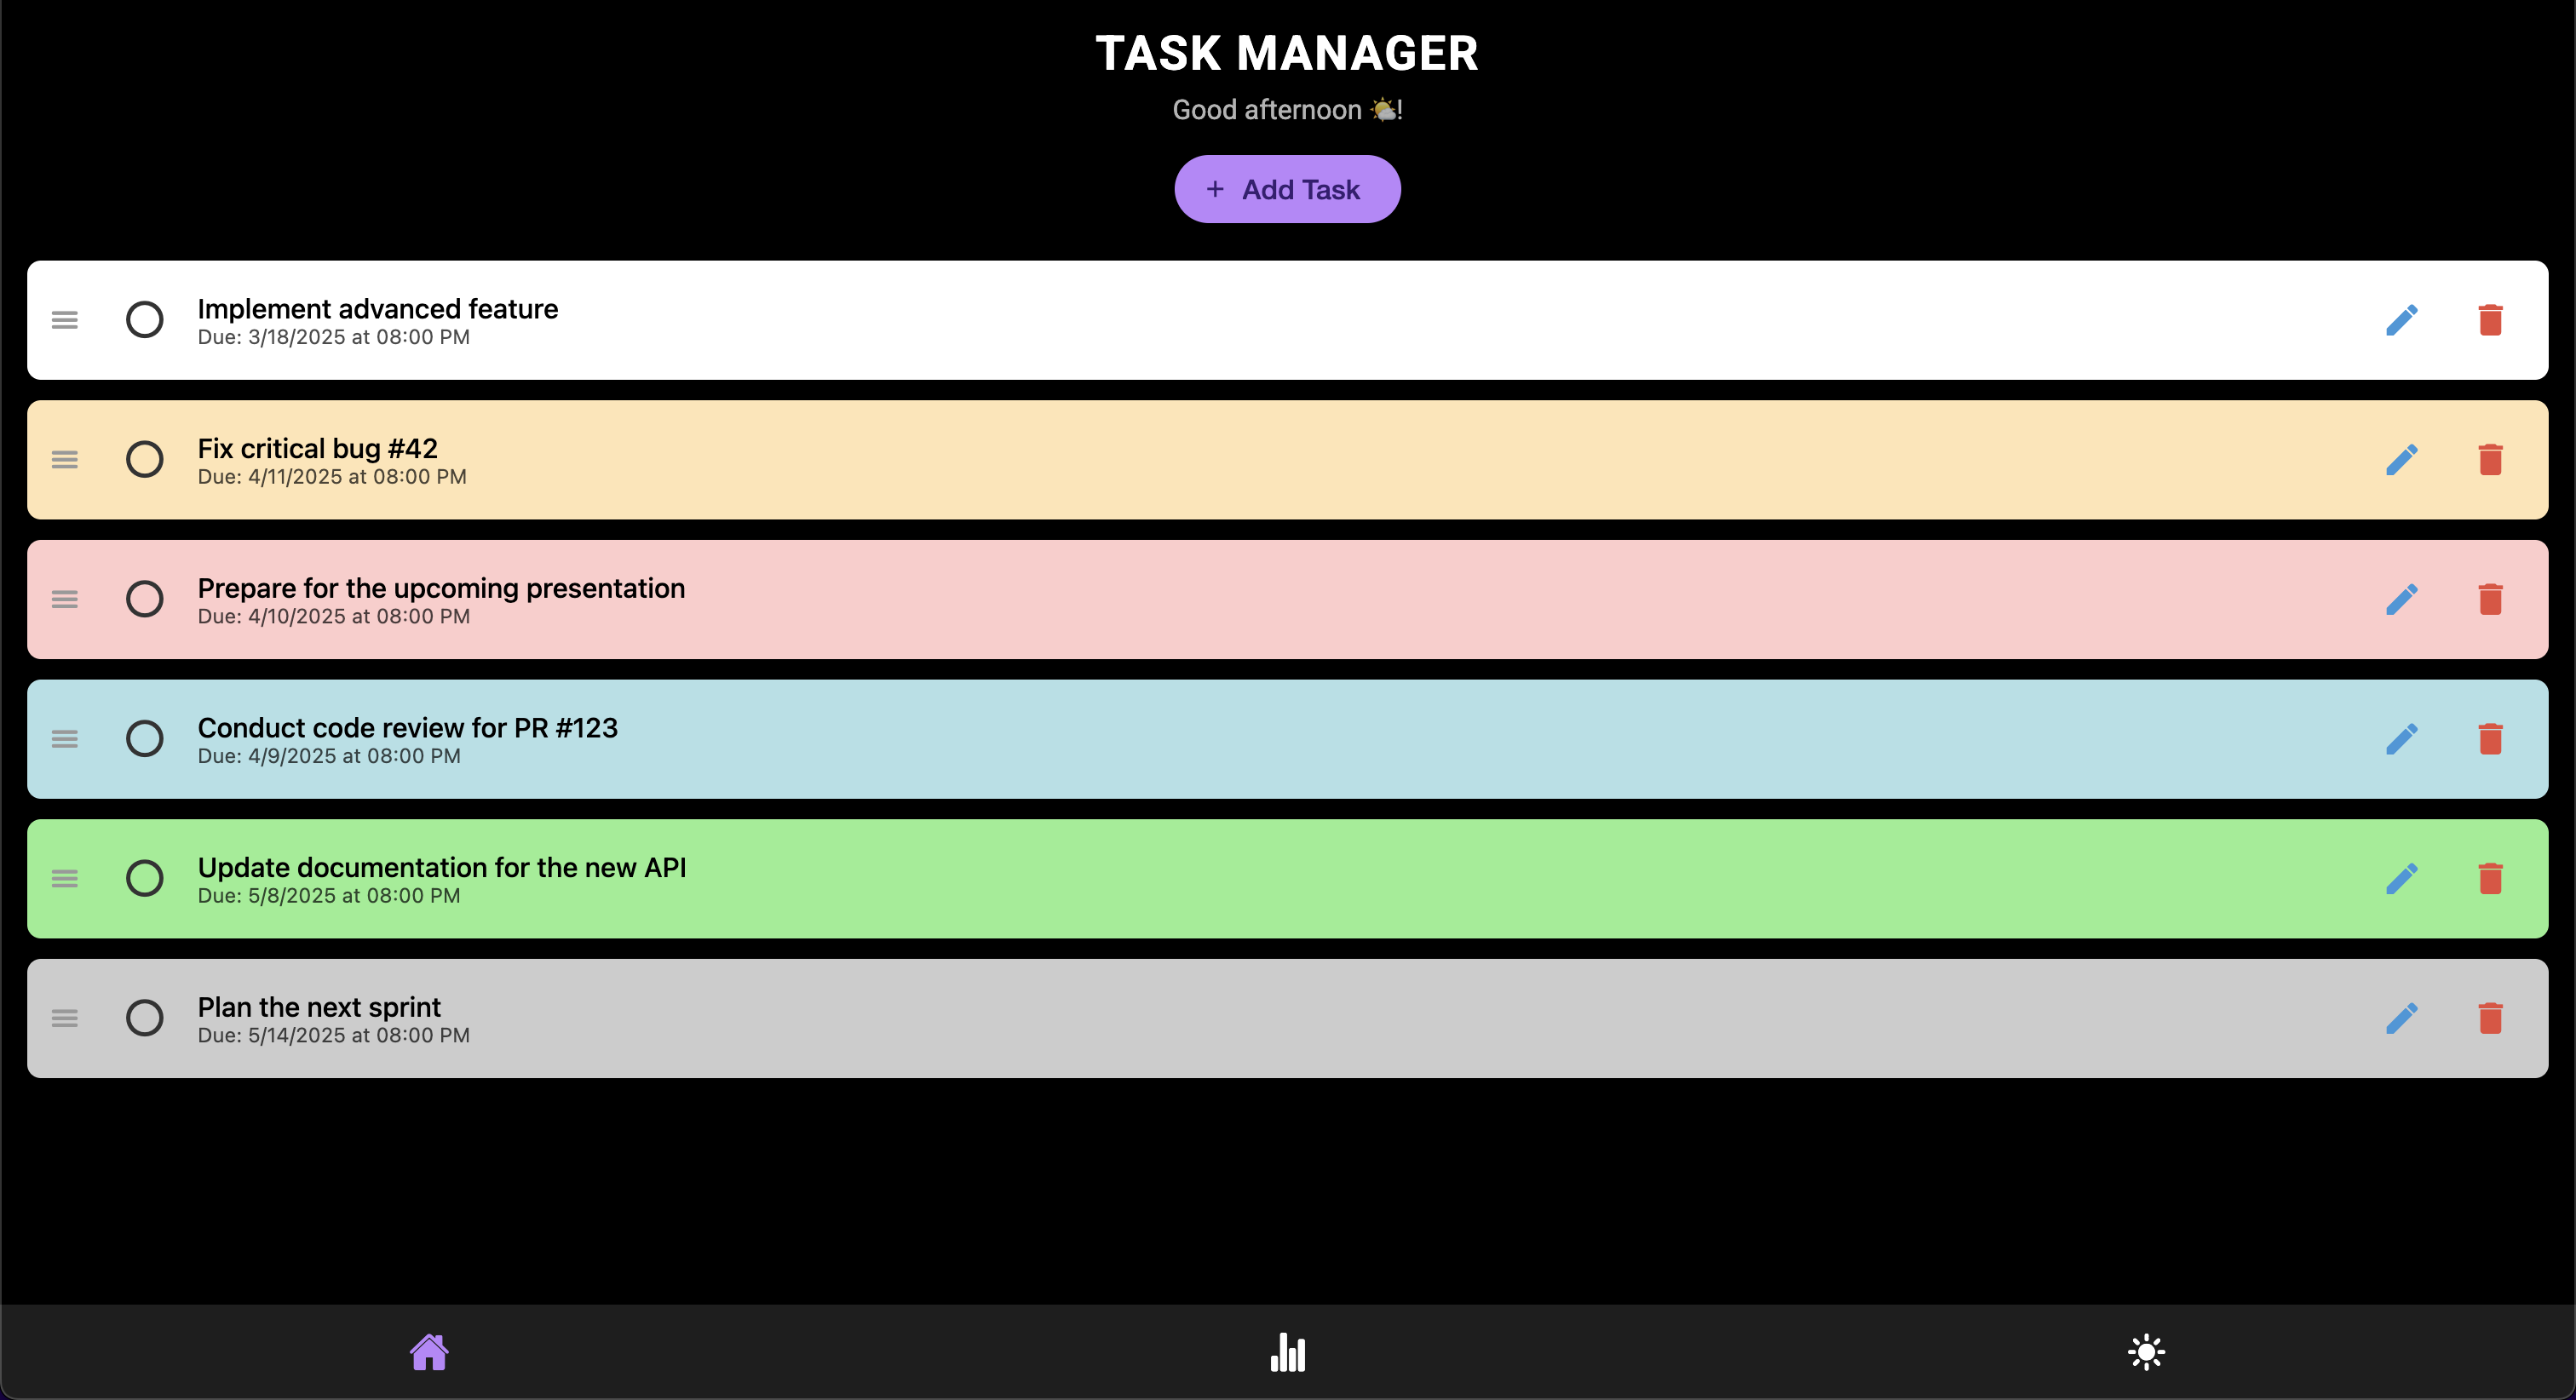 TASK MANAGER
Good afternoon 🌤️!
+ Add Task
Implement advanced feature
Due: 3/18/2025 at 08:00 PM
Fix critical bug #42
Due: 4/11/2025 at 08:00 PM
Prepare for the upcoming presentation
Due: 4/10/2025 at 08:00 PM
Conduct code review for PR #123
Due: 4/9/2025 at 08:00 PM
Update documentation for the new API
Due: 5/8/2025 at 08:00 PM
Plan the next sprint
Due: 5/14/2025 at 08:00 PM